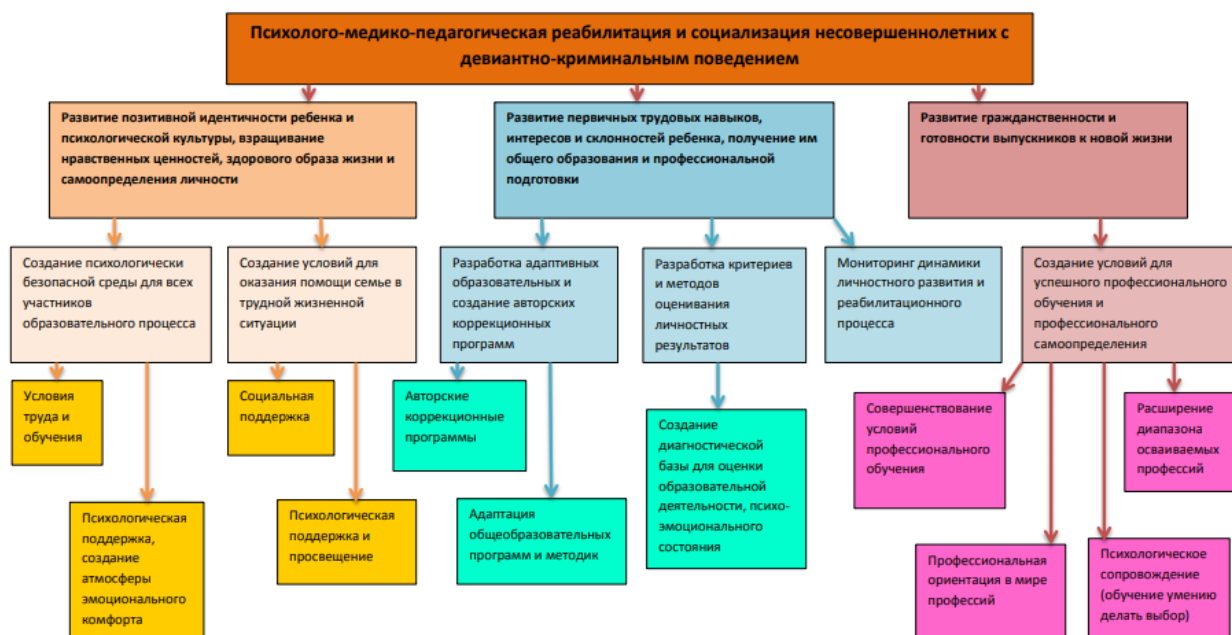 Психолого-медико-педагогическая реабилитация и социализация несовершеннолетних с
девиантно-криминальным поведением
Развитие позитивной идентичности ребенка и
психологической культуры, взращивание
нравственных ценностей, здорового образа жизни и
самоопределения личности
Развитие первичных трудовых навыков,
интересов и склонностей ребенка, получение им
общего образования и профессиональной
подготовки
Развитие гражданственности и
готовности выпускников к новой жизни
Создание психологически
безопасной среды для всех
участников
образовательного процесса
Создание условий для
оказания помощи семье в
трудной жизненной
ситуации
Разработка адаптивных
образовательных и
создание авторских
коррекционных
программ
Разработка критериев
и методов
оценивания
личностных
результатов
Мониторинг динамики
личностного развития и
реабилитационного
процесса
Создание условий для
успешного профессионального
обучения и
профессионального
самоопределения
Условия
труда и
обучения
Социальная
поддержка
Авторские
коррекционные
программы
Создание
диагностической
базы для оценки
образовательной
деятельности, психо-
эмоционального
состояния
Совершенствование
условий
профессионального
обучения
Расширение
диапазона
осваиваемых
профессий
Психологическая
поддержка,
создание
атмосферы
эмоционального
комфорта
Психологическая
поддержка и
просвещение
Адаптация
общеобразовательных
программ и методик
Профессиональная
ориентация в мире
профессий
Психологическое
сопровождение
(обучение умению
делать выбор)